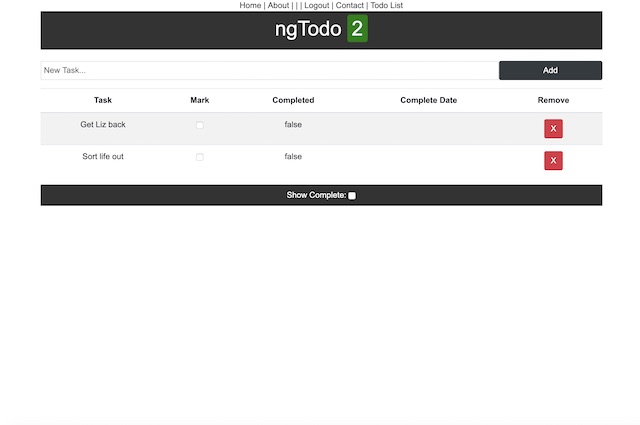 Home | About | | | Logout | Contact | Todo List
ngTodo 2
New Task... Add
Task Mark Completed Complete Date Remove
Get Liz back false X
Sort life out false X
Show Complete: